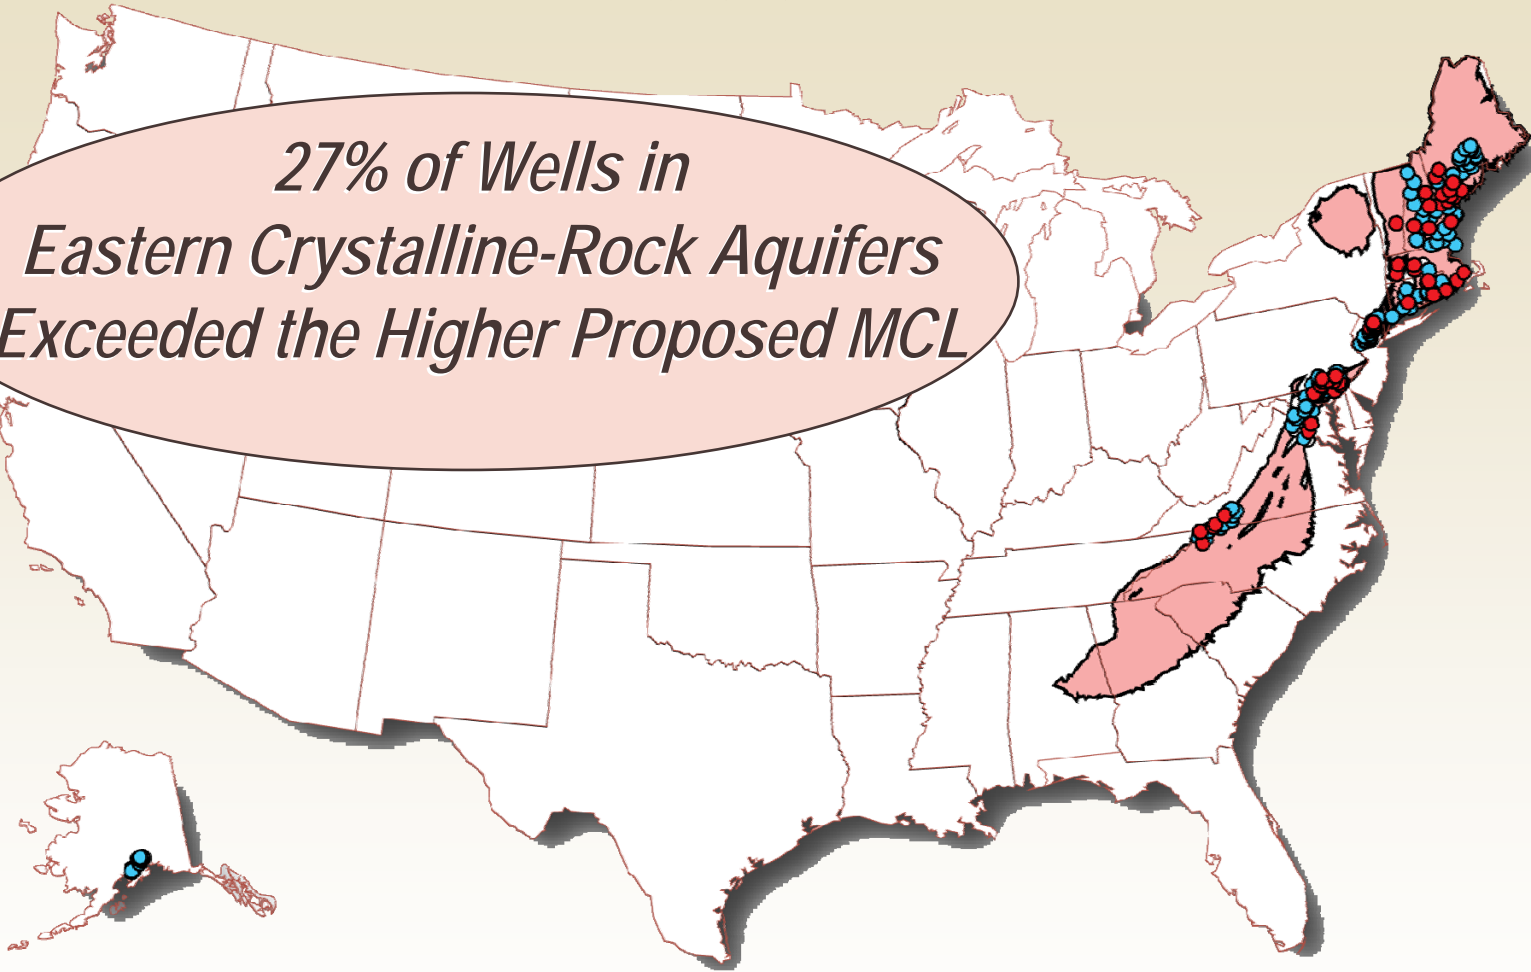 27% of Wells in
Eastern Crystalline-Rock Aquifers
Exceeded the Higher Proposed MCL